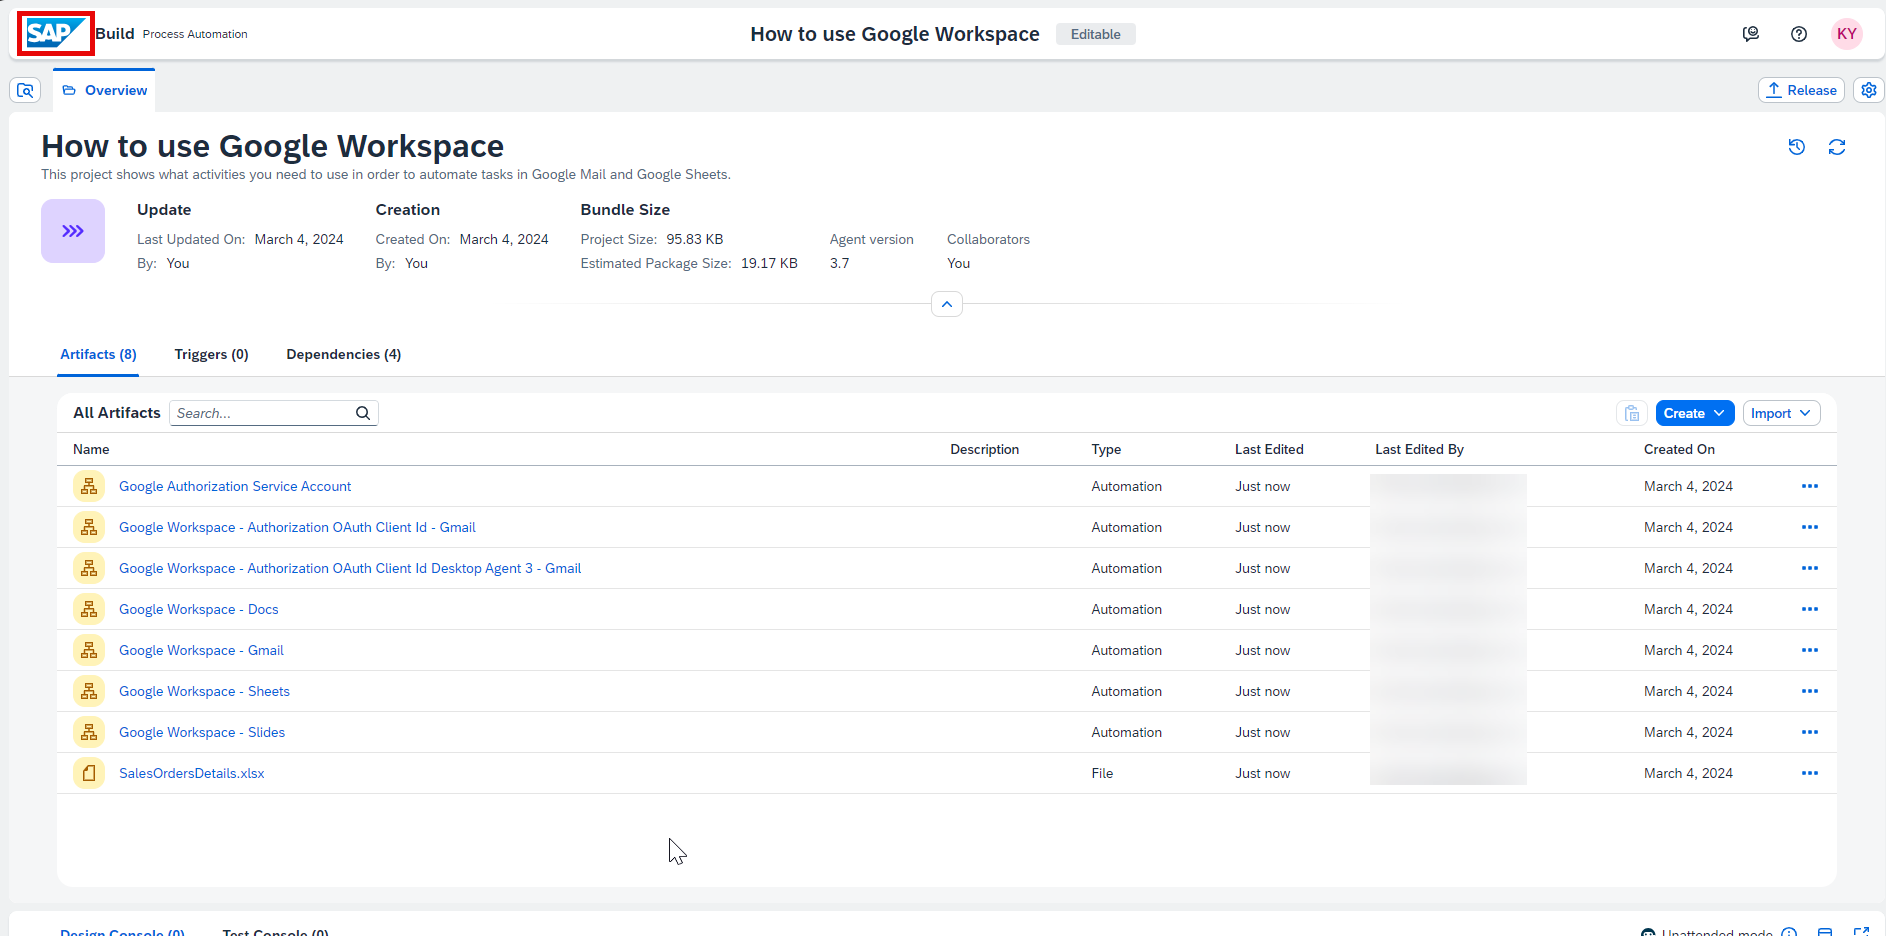 SAP Build Process Automation
How to use Google Workspace Editable
KY
Overview
Release
How to use Google Workspace
This project shows what activities you need to use in order to automate tasks in Google Mail and Google Sheets.
Update Creation Bundle Size
Last Updated On: March 4, 2024 Created On: March 4, 2024 Project Size: 95.83 KB Agent version Collaborators
By: You By: You Estimated Package Size: 19.17 KB 3.7 You
Artifacts (8) Triggers (0) Dependencies (4)
All Artifacts Search... Create Import
Name Description Type Last Edited Last Edited By Created On
Google Authorization Service Account Automation Just now March 4, 2024
Google Workspace - Authorization OAuth Client Id - Gmail Automation Just now March 4, 2024
Google Workspace - Authorization OAuth Client Id Desktop Agent 3 - Gmail Automation Just now March 4, 2024
Google Workspace - Docs Automation Just now March 4, 2024
Google Workspace - Gmail Automation Just now March 4, 2024
Google Workspace - Sheets Automation Just now March 4, 2024
Google Workspace - Slides Automation Just now March 4, 2024
SalesOrdersDetails.xlsx File Just now March 4, 2024
Design Console (0) Test Console (0) Unattended mode